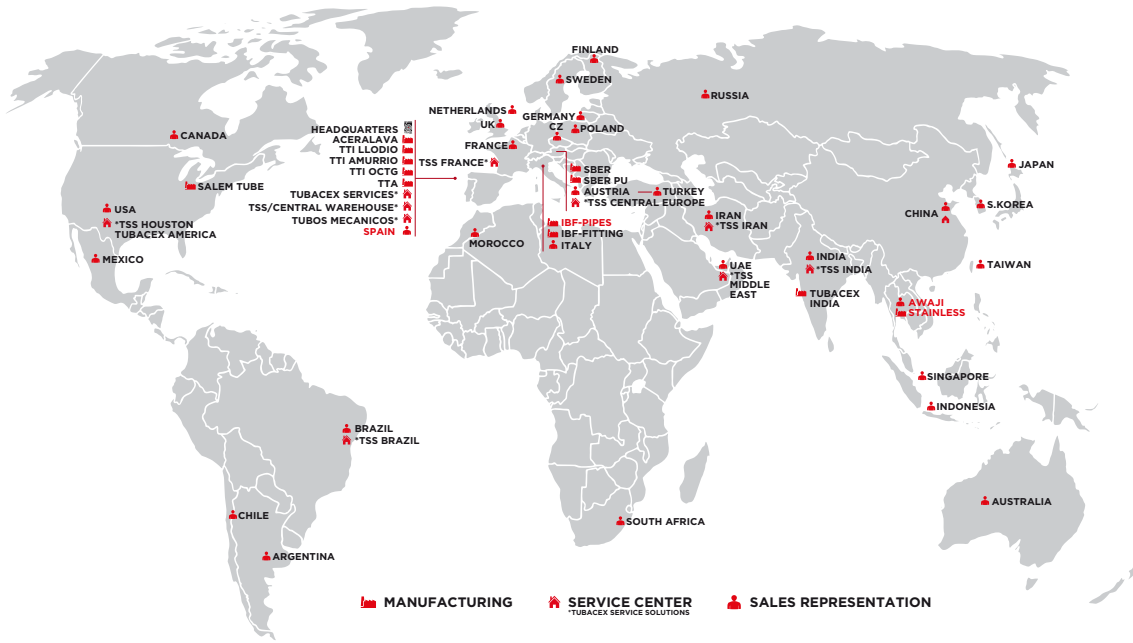 FINLAND
SWEDEN
RUSSIA
NETHERLANDS
GERMANY
UK
CZ
POLAND
FRANCE
CANADA
HEADQUARTERS
ACERALAVA
TTI LLODIO
TTI AMURRIO
TTI OCTG
TTA
TUBACEX SERVICES*
TSS/CENTRAL WAREHOUSE*
TUBOS MECANICOS*
SPAIN
TSS FRANCE*
SBER
SBER PU
AUSTRIA
*TSS CENTRAL EUROPE
TURKEY
IBF-PIPES
IBF-FITTING
ITALY
MOROCCO
SALEM TUBE
USA
*TSS HOUSTON
TUBACEX AMERICA
MEXICO
IRAN
*TSS IRAN
UAE
*TSS
MIDDLE
EAST
INDIA
*TSS INDIA
TUBACEX
INDIA
JAPAN
S.KOREA
CHINA
TAIWAN
AWAJI
STAINLESS
SINGAPORE
INDONESIA
BRAZIL
*TSS BRAZIL
CHILE
ARGENTINA
SOUTH AFRICA
AUSTRALIA
MANUFACTURING
SERVICE CENTER
*TUBACEX SERVICE SOLUTIONS
SALES REPRESENTATION